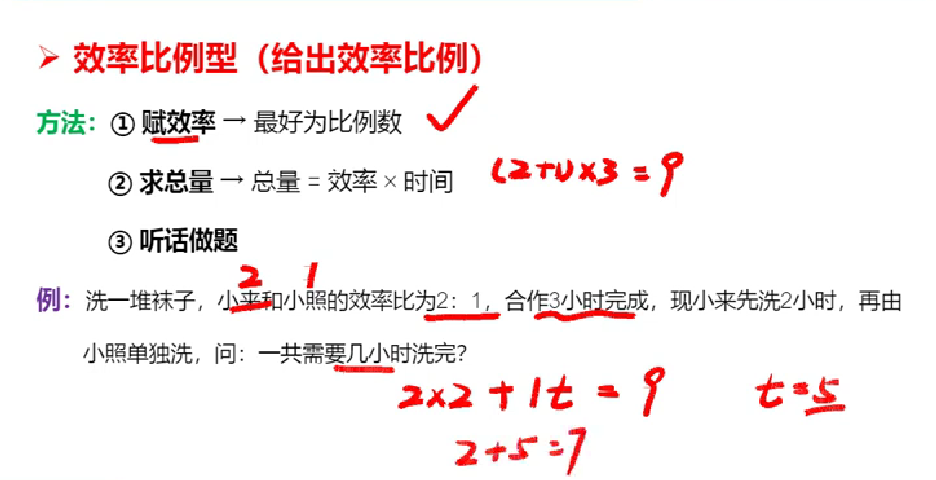 ➢ 效率比例型（给出效率比例）
方法：① 赋效率 → 最好为比例数
② 求总量 → 总量 = 效率 × 时间 (2+1)×3=9
③ 听话做题
2 1
例：洗一堆袜子，小来和小照的效率比为2：1，合作3小时完成，现小来先洗2小时，再由
小照单独洗，问：一共需要几小时洗完？
2×2+1t=9 t=5
2+5=7